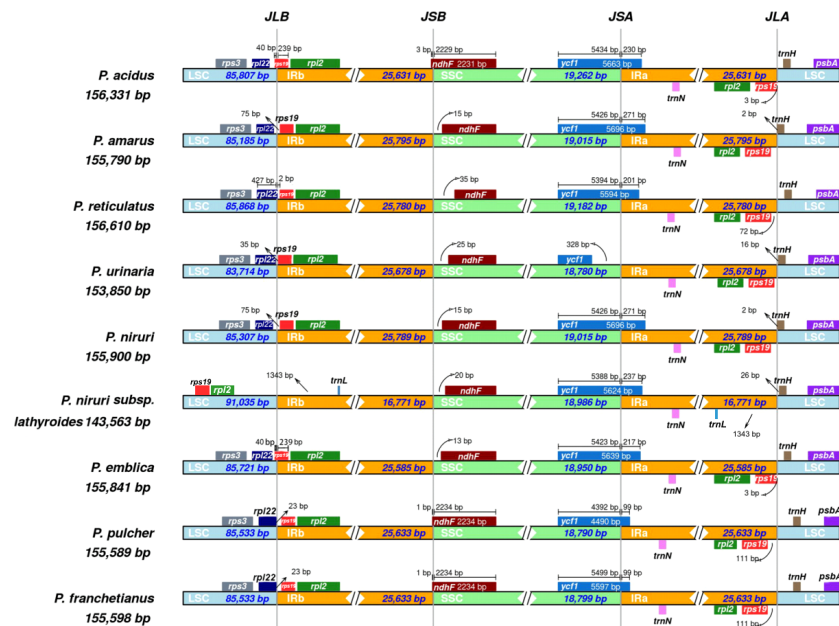 JLB JSB JSA JLA
40 bp 239 bp 3 bp 2229 bp 5434 bp 230 bp trnH
rps3 rpl22 rps19 rpl2 ndhF 2231 bp ycf1 5663 bp psbA
P. acidus LSC 85,807 bp IRb 25,631 bp SSC 19,262 bp IRa 25,631 bp LSC
156,331 bp trnN rpl2 rps19 3 bp
75 bp rps19 15 bp 5426 bp 271 bp 2 bp trnH
rps3 rpl22 rpl2 ndhF ycf1 5696 bp psbA
P. amarus LSC 85,185 bp IRb 25,795 bp SSC 19,015 bp IRa 25,795 bp LSC
155,790 bp trnN rpl2 rps19
427 bp 2 bp 35 bp 5394 bp 201 bp trnH
rps3 rpl22 rps19 rpl2 ndhF ycf1 5594 bp psbA
P. reticulatus LSC 85,868 bp IRb 25,780 bp SSC 19,182 bp IRa 25,780 bp LSC
156,610 bp trnN rpl2 rps19 72 bp
35 bp rps19 25 bp 328 bp 16 bp trnH
rps3 rpl22 rpl2 ndhF ycf1 psbA
P. urinaria LSC 83,714 bp IRb 25,678 bp SSC 18,780 bp IRa 25,678 bp LSC
153,850 bp trnN rpl2 rps19
75 bp rps19 15 bp 5426 bp 271 bp 2 bp trnH
rps3 rpl22 rpl2 ndhF ycf1 5696 bp psbA
P. niruri LSC 85,307 bp IRb 25,789 bp SSC 19,015 bp IRa 25,789 bp LSC
155,900 bp trnN rpl2 rps19
rps19 1343 bp trnL 20 bp 5388 bp 237 bp 26 bp trnH
rpl2 ndhF ycf1 5624 bp psbA
P. niruri subsp. LSC 91,035 bp IRb 16,771 bp SSC 18,986 bp IRa 16,771 bp LSC
lathyroides 143,563 bp trnN trnL 1343 bp
40 bp 239 bp 13 bp 5423 bp 217 bp trnH
rps3 rpl22 rps19 rpl2 ndhF ycf1 5639 bp psbA
P. emblica LSC 85,721 bp IRb 25,585 bp SSC 18,950 bp IRa 25,585 bp LSC
155,841 bp trnN rpl2 rps19 3 bp
rpl22 23 bp 1 bp 2234 bp 4392 bp 99 bp trnH psbA
rps3 rps19 rpl2 ndhF 2234 bp ycf1 4490 bp
P. pulcher LSC 85,533 bp IRb 25,633 bp SSC 18,790 bp IRa 25,633 bp LSC
155,589 bp trnN rpl2 rps19 111 bp
rpl22 23 bp 1 bp 2234 bp 5499 bp 99 bp trnH psbA
rps3 rps19 rpl2 ndhF 2234 bp ycf1 5597 bp
P. franchetianus LSC 85,533 bp IRb 25,633 bp SSC 18,799 bp IRa 25,633 bp LSC
155,598 bp trnN rpl2 rps19 111 bp